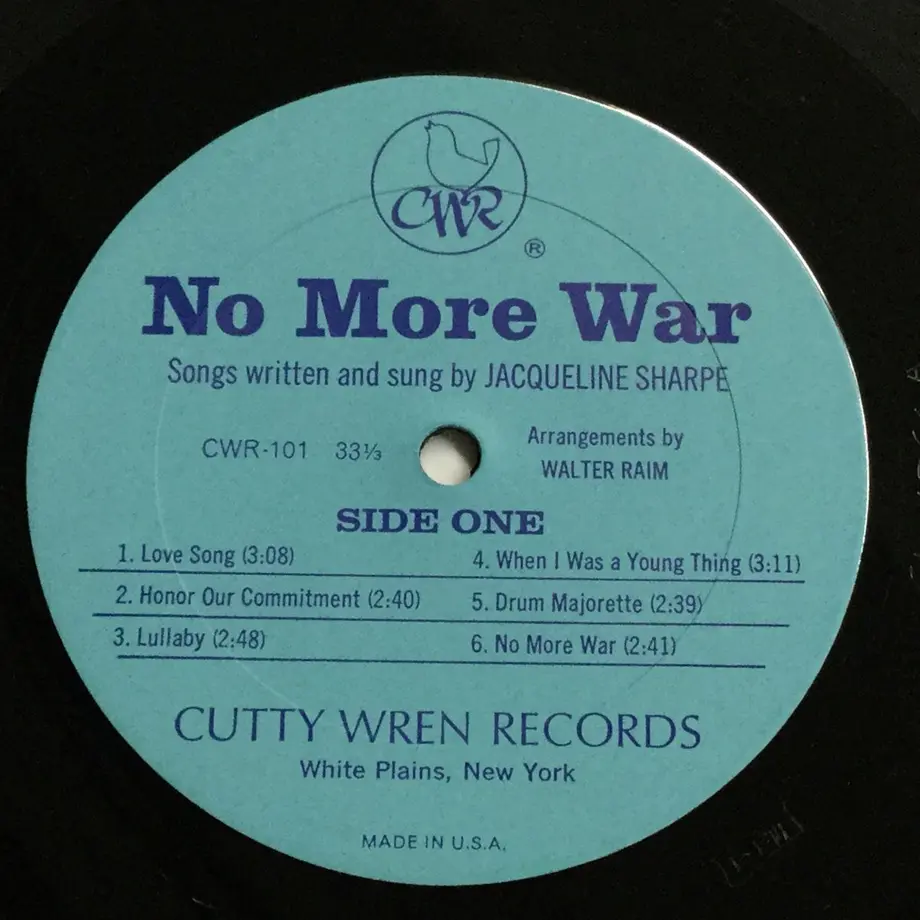 CWR
®
No More War
Songs written and sung by JACQUELINE SHARPE
CWR-101 33⅓
Arrangements by
WALTER RAIM
SIDE ONE
1. Love Song (3:08)
2. Honor Our Commitment (2:40)
3. Lullaby (2:48)
4. When I Was a Young Thing (3:11)
5. Drum Majorette (2:39)
6. No More War (2:41)
CUTTY WREN RECORDS
White Plains, New York
MADE IN U.S.A.